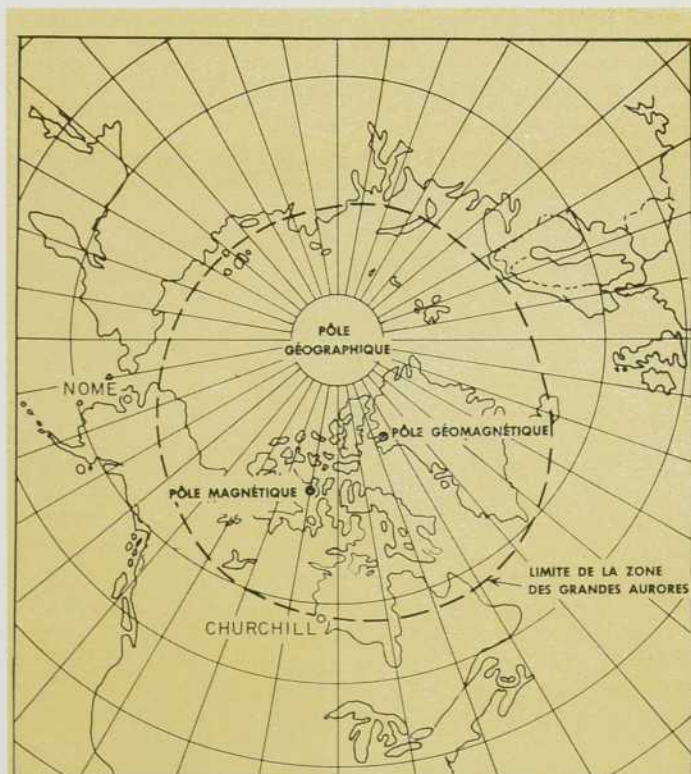 PÔLE
GÉOGRAPHIQUE
NOME
PÔLE GÉOMAGNÉTIQUE
PÔLE MAGNÉTIQUE
LIMITE DE LA ZONE
DES GRANDES AURORES
CHURCHILL